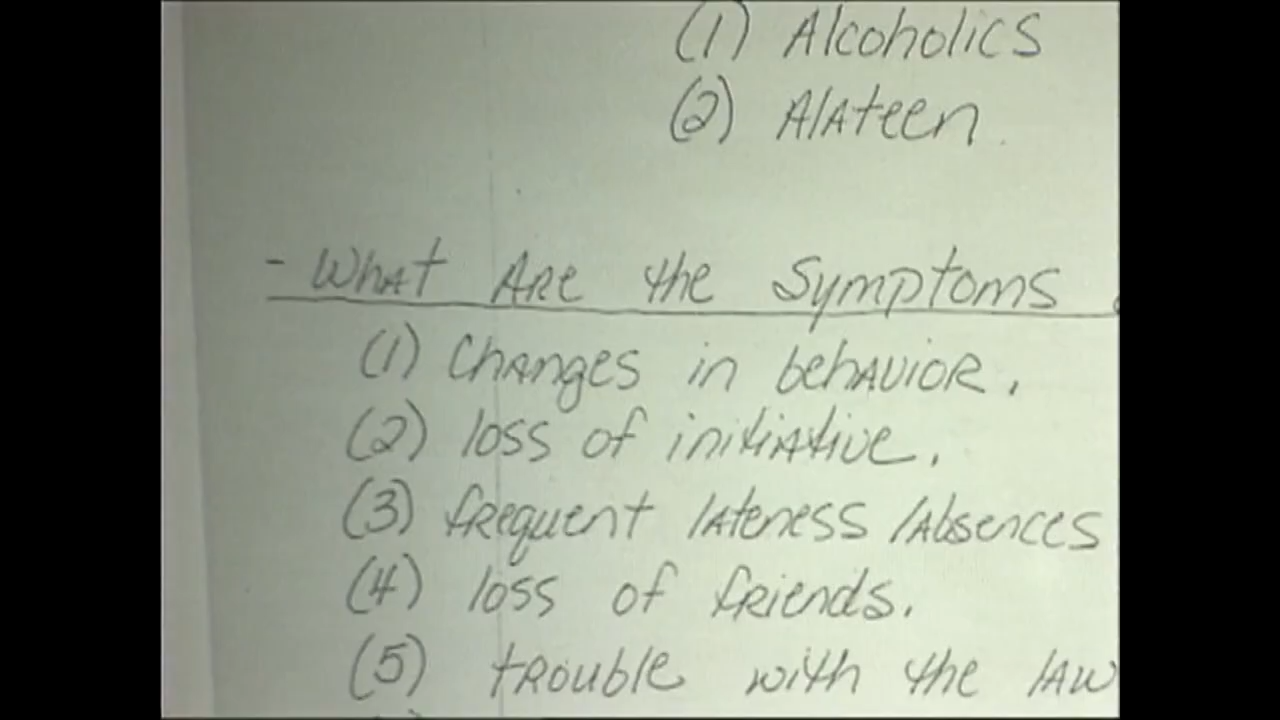 (1) Alcoholics
(2) Alateen
- What Are the Symptoms
(1) Changes in behavior.
(2) loss of initiative.
(3) frequent lateness/absences
(4) loss of friends.
(5) trouble with the law